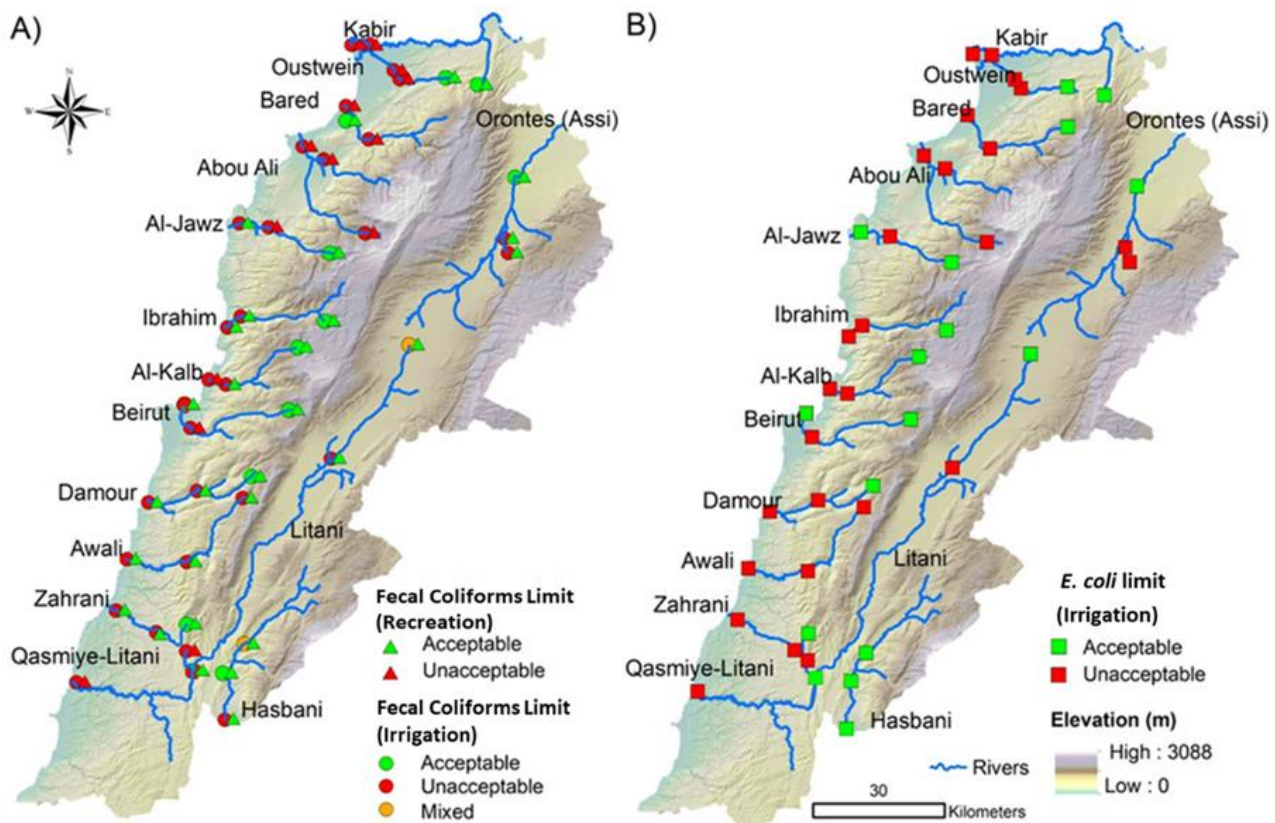 A)
N
W
E
S
Kabir
Oustwein
Bared
Orontes (Assi)
Abou Ali
Al-Jawz
Ibrahim
Al-Kalb
Beirut
Damour
Litani
Awali
Zahrani
Qasmiye-Litani
Hasbani
Fecal Coliforms Limit
(Recreation)
Acceptable
Unacceptable
Fecal Coliforms Limit
(Irrigation)
Acceptable
Unacceptable
Mixed
B)
Kabir
Oustwein
Bared
Orontes (Assi)
Abou Ali
Al-Jawz
Ibrahim
Al-Kalb
Beirut
Damour
Litani
Awali
Zahrani
Qasmiye-Litani
Hasbani
E. coli limit
(Irrigation)
Acceptable
Unacceptable
Elevation (m)
High : 3088
Low : 0
Rivers
30
Kilometers